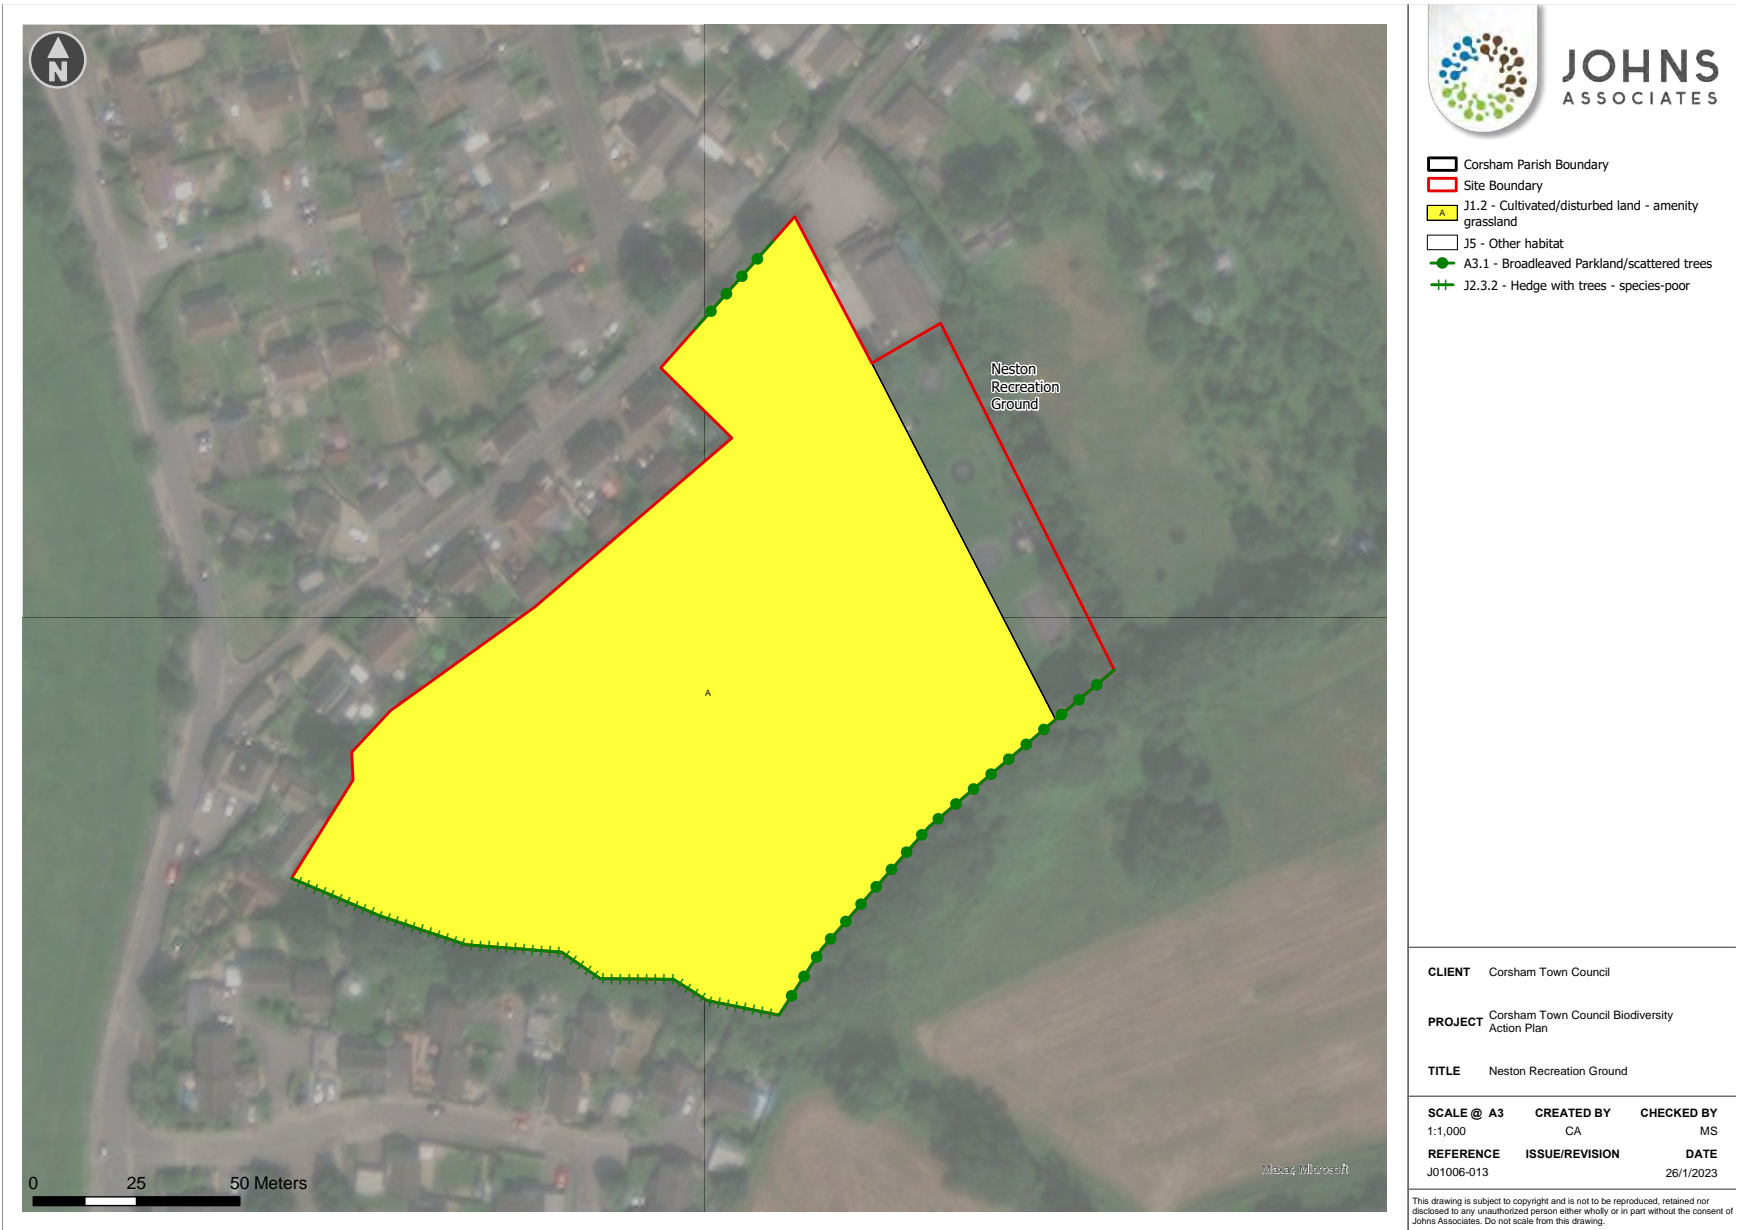 N
JOHNS
ASSOCIATES
Corsham Parish Boundary
Site Boundary
A
J1.2 - Cultivated/disturbed land - amenity
grassland
J5 - Other habitat
A3.1 - Broadleaved Parkland/scattered trees
J2.3.2 - Hedge with trees - species-poor
Neston
Recreation
Ground
A
0 25 50 Meters
Maxar, Microsoft
CLIENT Corsham Town Council
PROJECT Corsham Town Council Biodiversity
Action Plan
TITLE Neston Recreation Ground
SCALE @ A3 CREATED BY CHECKED BY
1:1,000 CA MS
REFERENCE ISSUE/REVISION DATE
J01006-013 26/1/2023
This drawing is subject to copyright and is not to be reproduced, retained nor
disclosed to any unauthorized person either wholly or in part without the consent of
Johns Associates. Do not scale from this drawing.